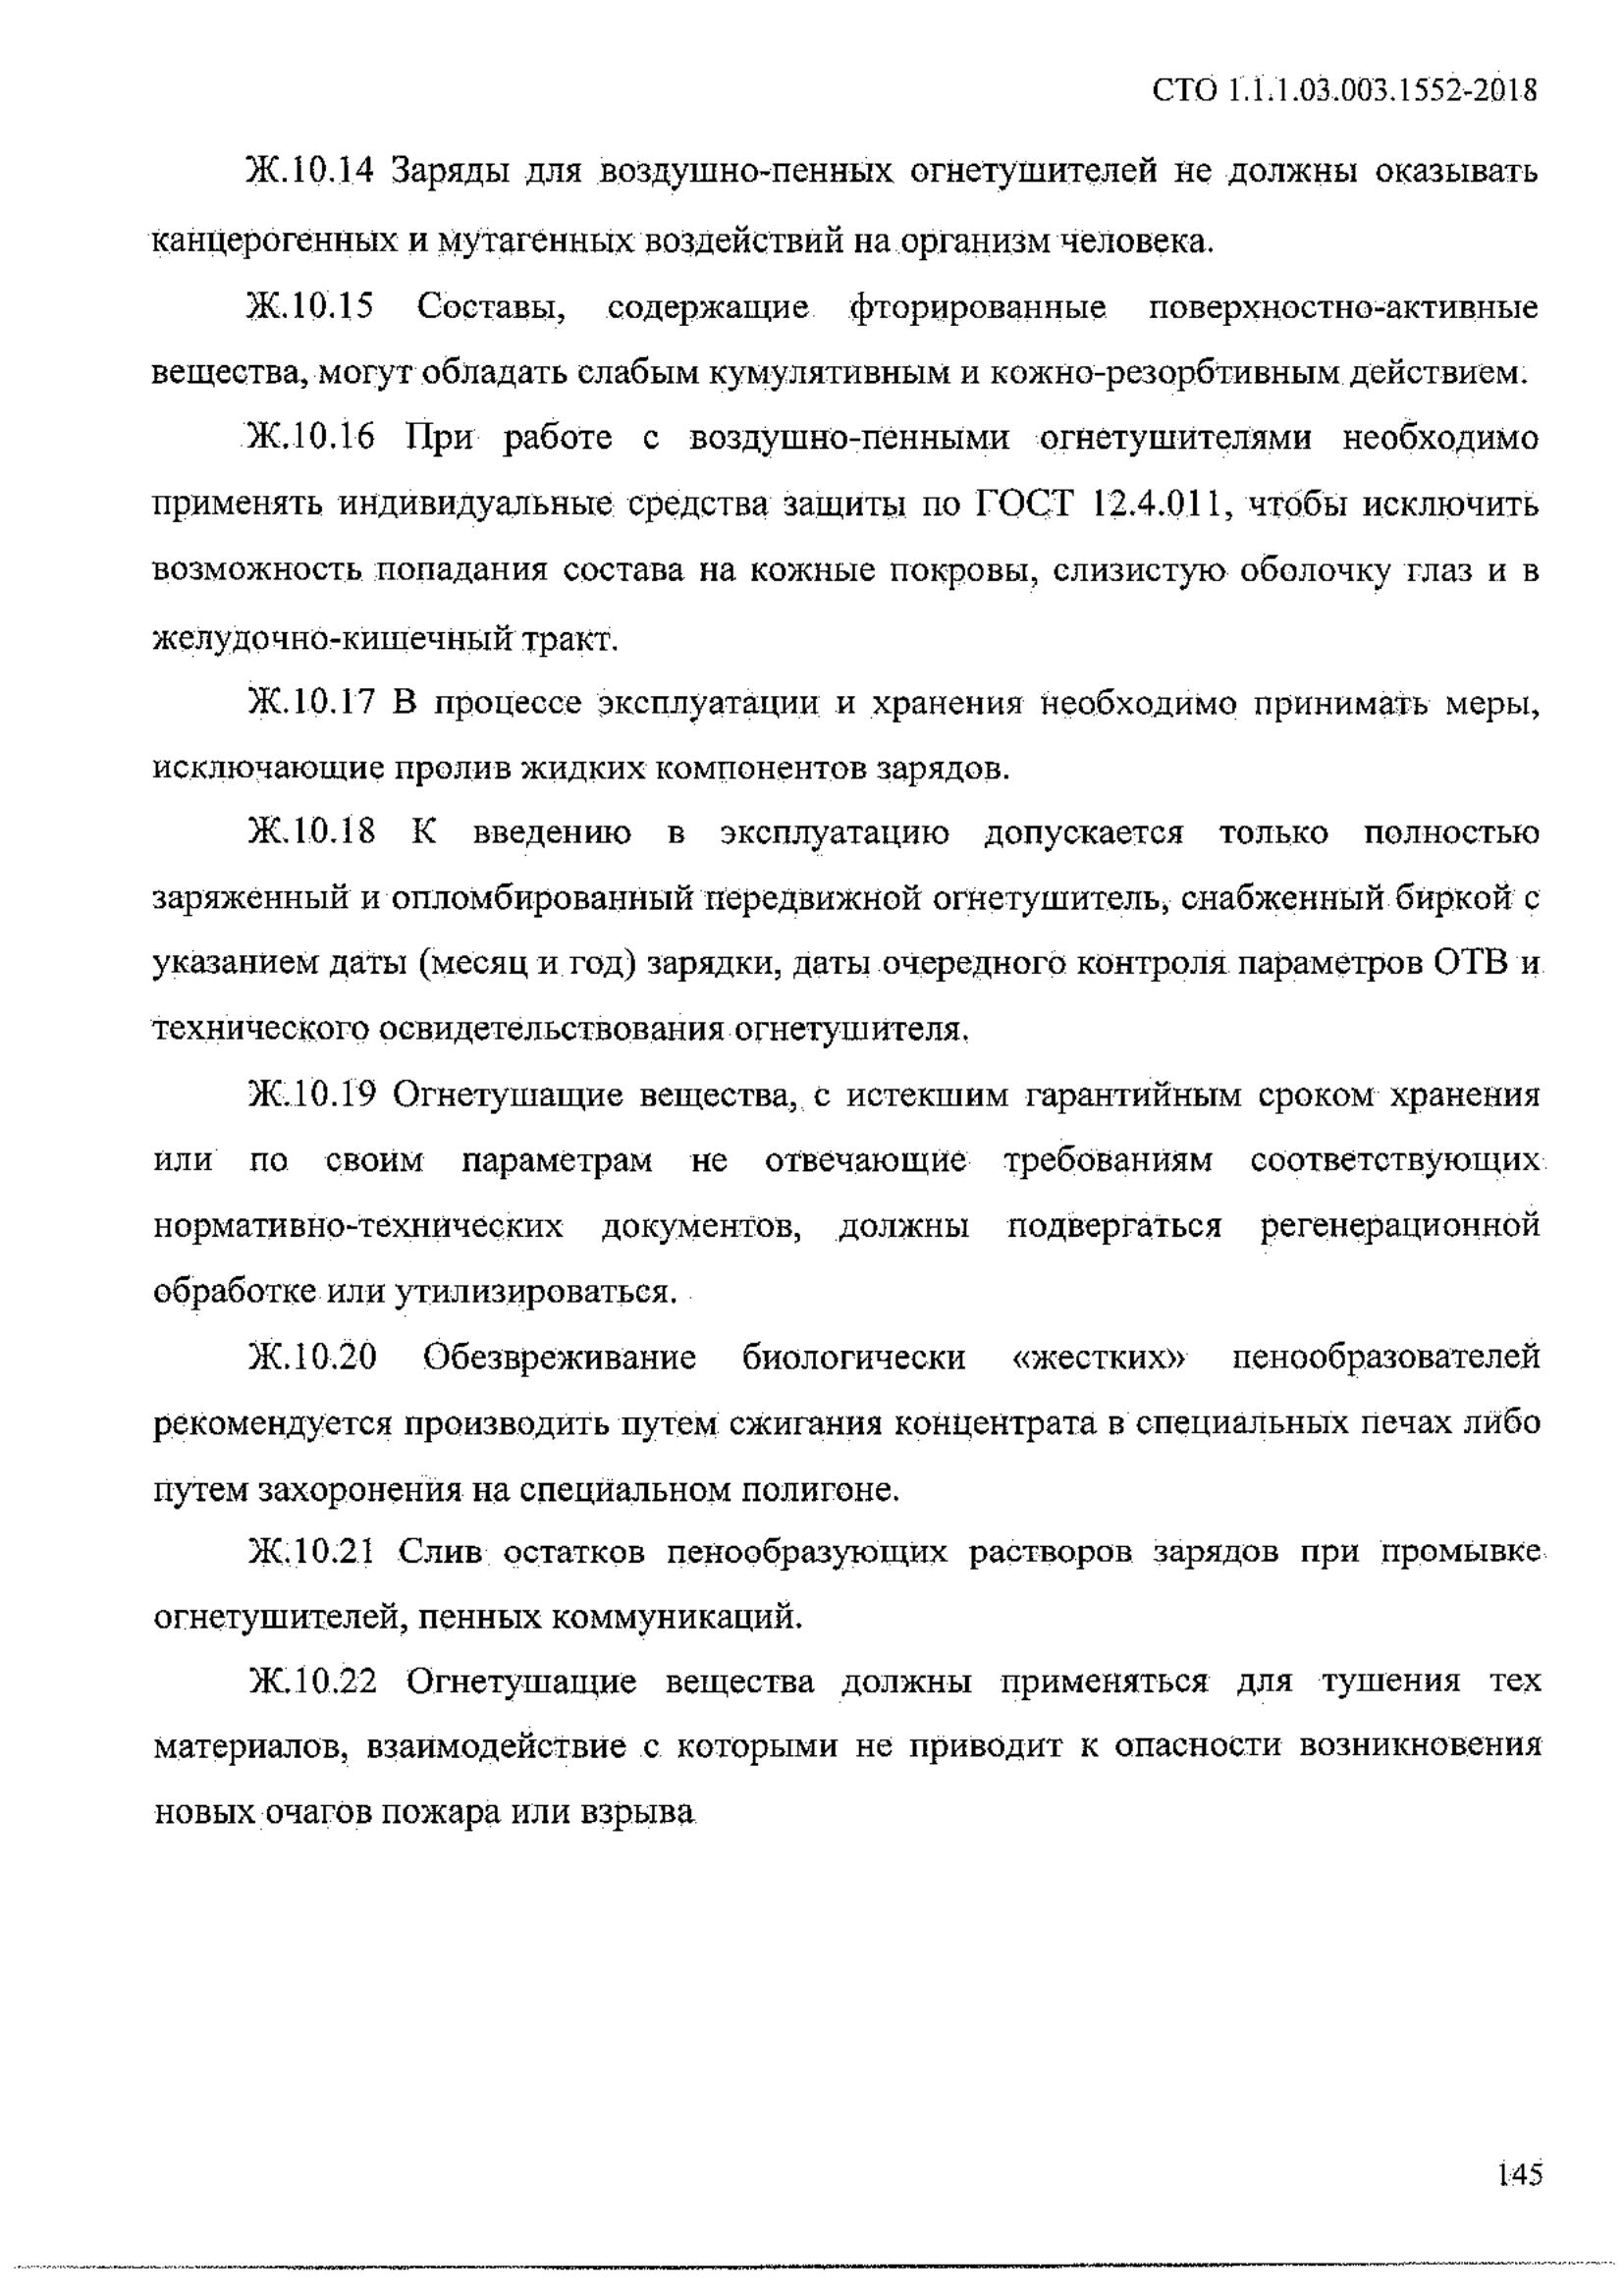 СТО 1.1.1.03.003.1552-2018
Ж.10.14 Заряды для воздушно-пенных огнетушителей не должны оказывать
канцерогенных и мутагенных воздействий на организм человека.
Ж.10.15 Составы, содержащие фторированные поверхностно-активные
вещества, могут обладать слабым кумулятивным и кожно-резорбтивным действием.
Ж.10.16 При работе с воздушно-пенными огнетушителями необходимо
применять индивидуальные средства защиты по ГОСТ 12.4.011, чтобы исключить
возможность попадания состава на кожные покровы, слизистую оболочку глаз и в
желудочно-кишечный тракт.
Ж.10.17 В процессе эксплуатации и хранения необходимо принимать меры,
исключающие пролив жидких компонентов зарядов.
Ж.10.18 К введению в эксплуатацию допускается только полностью
заряженный и опломбированный передвижной огнетушитель, снабженный биркой с
указанием даты (месяц и год) зарядки, даты очередного контроля параметров ОТВ и
технического освидетельствования огнетушителя.
Ж.10.19 Огнетушащие вещества, с истекшим гарантийным сроком хранения
или по своим параметрам не отвечающие требованиям соответствующих
нормативно-технических документов, должны подвергаться регенерационной
обработке или утилизироваться.
Ж.10.20 Обезвреживание биологически «жестких» пенообразователей
рекомендуется производить путем сжигания концентрата в специальных печах либо
путем захоронения на специальном полигоне.
Ж.10.21 Слив остатков пенообразующих растворов зарядов при промывке
огнетушителей, пенных коммуникаций.
Ж.10.22 Огнетушащие вещества должны применяться для тушения тех
материалов, взаимодействие с которыми не приводит к опасности возникновения
новых очагов пожара или взрыва
145